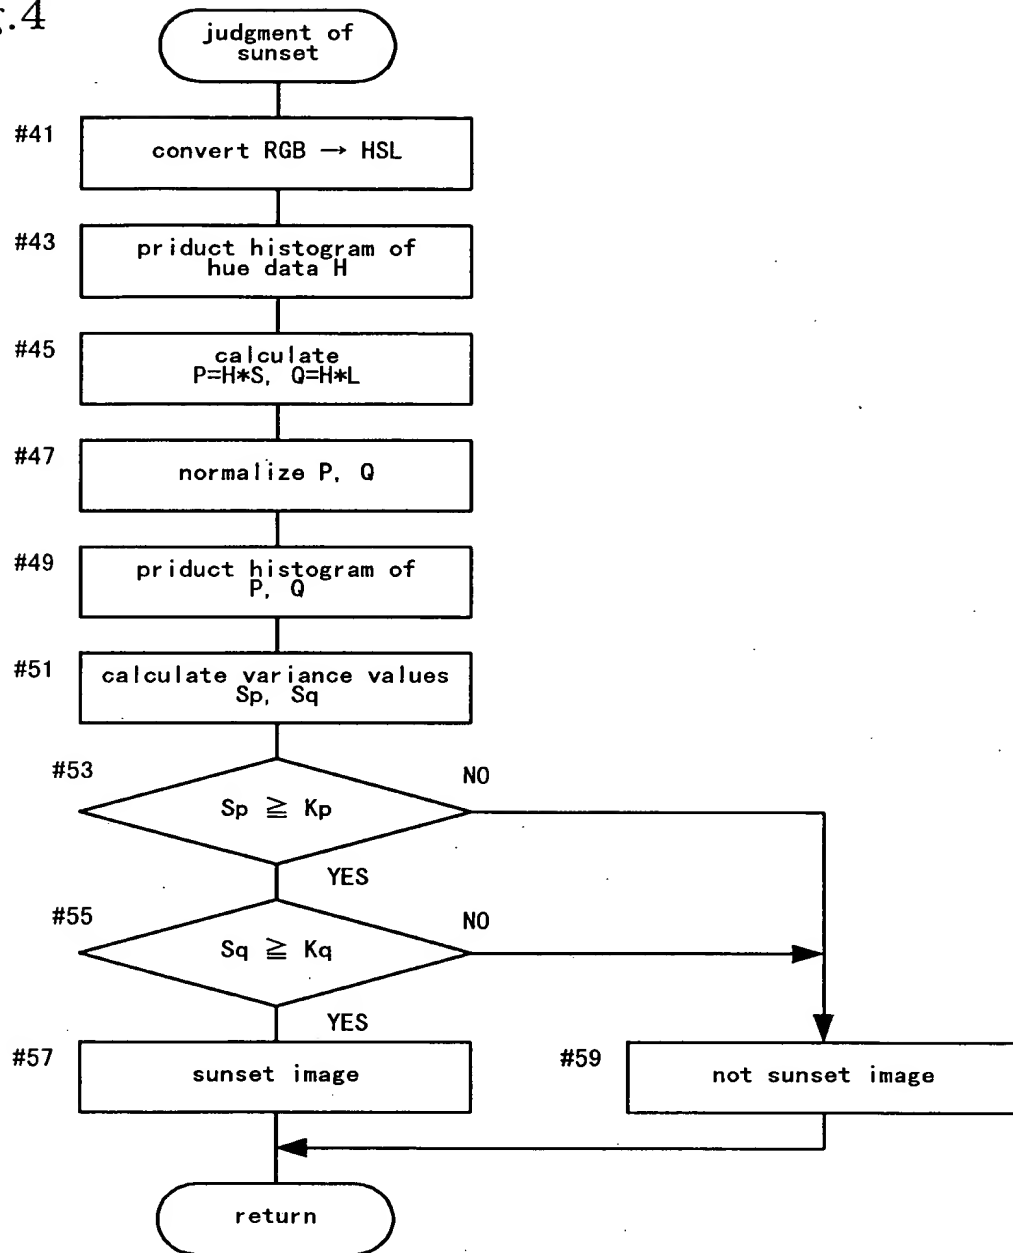 .4
judgment of
sunset
#41
convert RGB → HSL
#43
priduct histogram of
hue data H
#45
calculate
P=H*S, Q=H*L
#47
normalize P, Q
#49
priduct histogram of
P, Q
#51
calculate variance values
Sp, Sq
#53
Sp ≧ Kp
NO
YES
#55
Sq ≧ Kq
NO
YES
#57
sunset image
#59
not sunset image
return